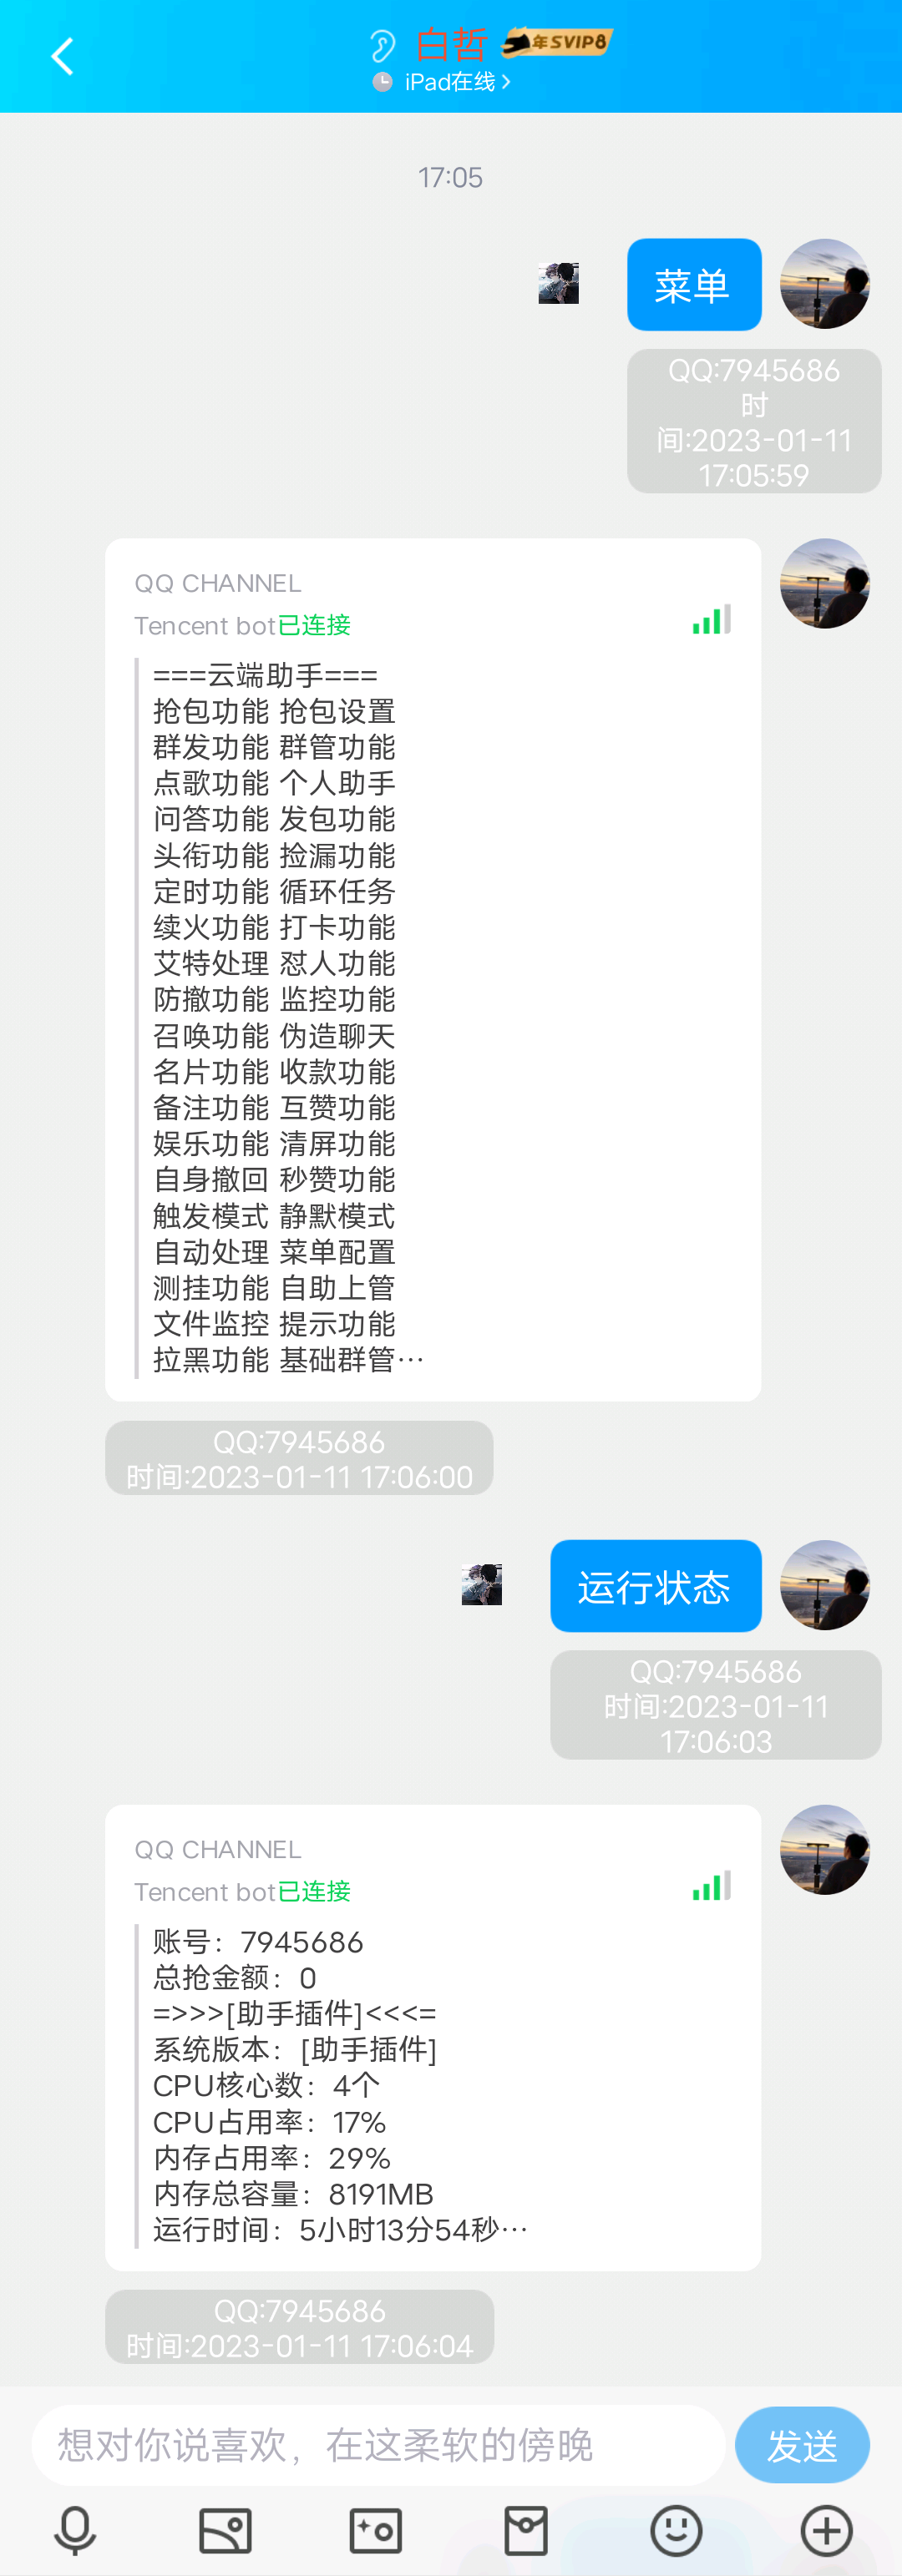 白哲 年SVIP8
iPad在线
17:05
菜单
QQ:7945686
时
间:2023-01-11
17:05:59
QQ CHANNEL
Tencent bot已连接
===云端助手===
抢包功能 抢包设置
群发功能 群管功能
点歌功能 个人助手
问答功能 发包功能
头衔功能 捡漏功能
定时功能 循环任务
续火功能 打卡功能
艾特处理 怼人功能
防撤功能 监控功能
召唤功能 伪造聊天
名片功能 收款功能
备注功能 互赞功能
娱乐功能 清屏功能
自身撤回 秒赞功能
触发模式 静默模式
自动处理 菜单配置
测挂功能 自助上管
文件监控 提示功能
拉黑功能 基础群管…
QQ:7945686
时间:2023-01-11 17:06:00
运行状态
QQ:7945686
时间:2023-01-11
17:06:03
QQ CHANNEL
Tencent bot已连接
账号：7945686
总抢金额：0
=>>>[助手插件]<<<=
系统版本：[助手插件]
CPU核心数：4个
CPU占用率：17%
内存占用率：29%
内存总容量：8191MB
运行时间：5小时13分54秒…
QQ:7945686
时间:2023-01-11 17:06:04
想对你说喜欢，在这柔软的傍晚
发送